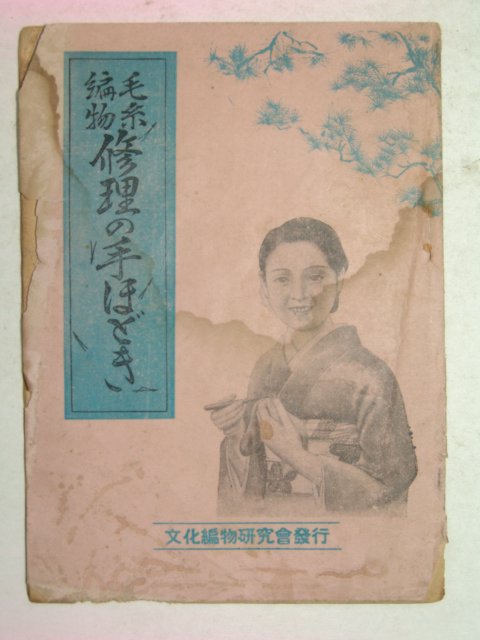 毛糸
編物
修理の手ほどき
文化編物研究會發行